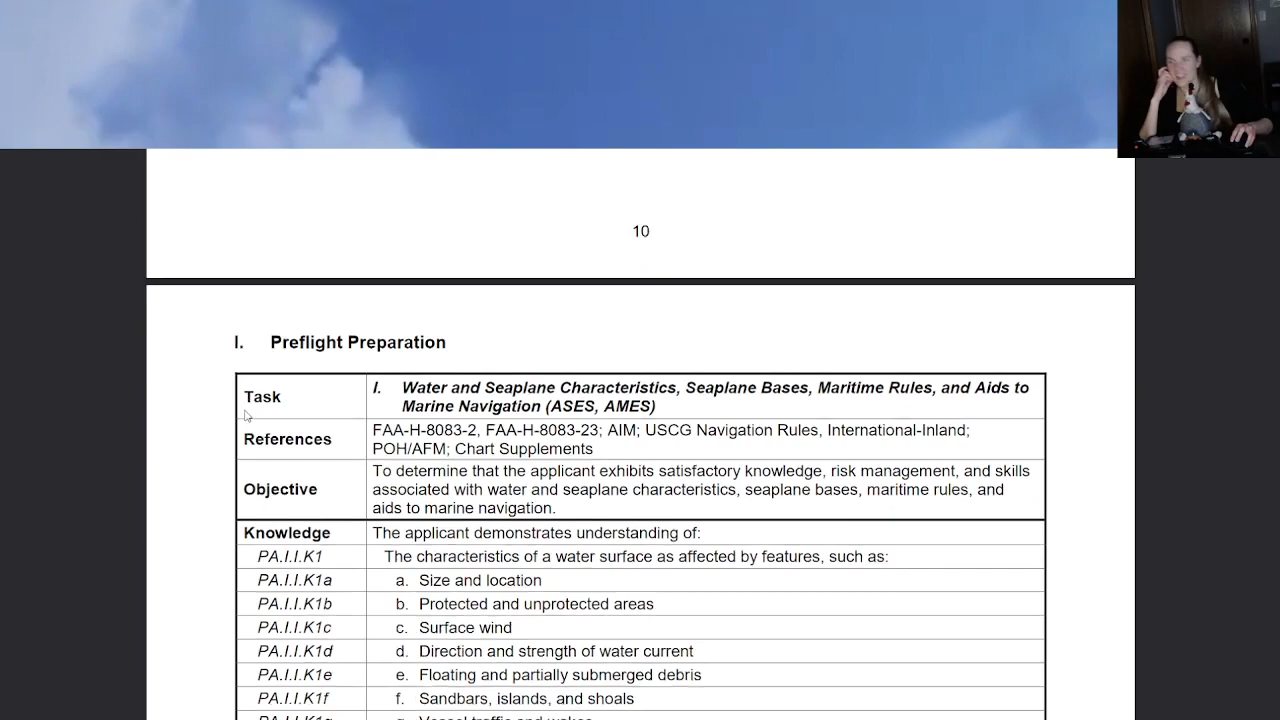 10
I. Preflight Preparation
Task I. Water and Seaplane Characteristics, Seaplane Bases, Maritime Rules, and Aids to
Marine Navigation (ASES, AMES)
References FAA-H-8083-2, FAA-H-8083-23; AIM; USCG Navigation Rules, International-Inland;
POH/AFM; Chart Supplements
Objective To determine that the applicant exhibits satisfactory knowledge, risk management, and skills
associated with water and seaplane characteristics, seaplane bases, maritime rules, and
aids to marine navigation.
Knowledge The applicant demonstrates understanding of:
PA.I.I.K1 The characteristics of a water surface as affected by features, such as:
PA.I.I.K1a a. Size and location
PA.I.I.K1b b. Protected and unprotected areas
PA.I.I.K1c c. Surface wind
PA.I.I.K1d d. Direction and strength of water current
PA.I.I.K1e e. Floating and partially submerged debris
PA.I.I.K1f f. Sandbars, islands, and shoals
PA.I.I.K1g g. Vessel traffic and wakes